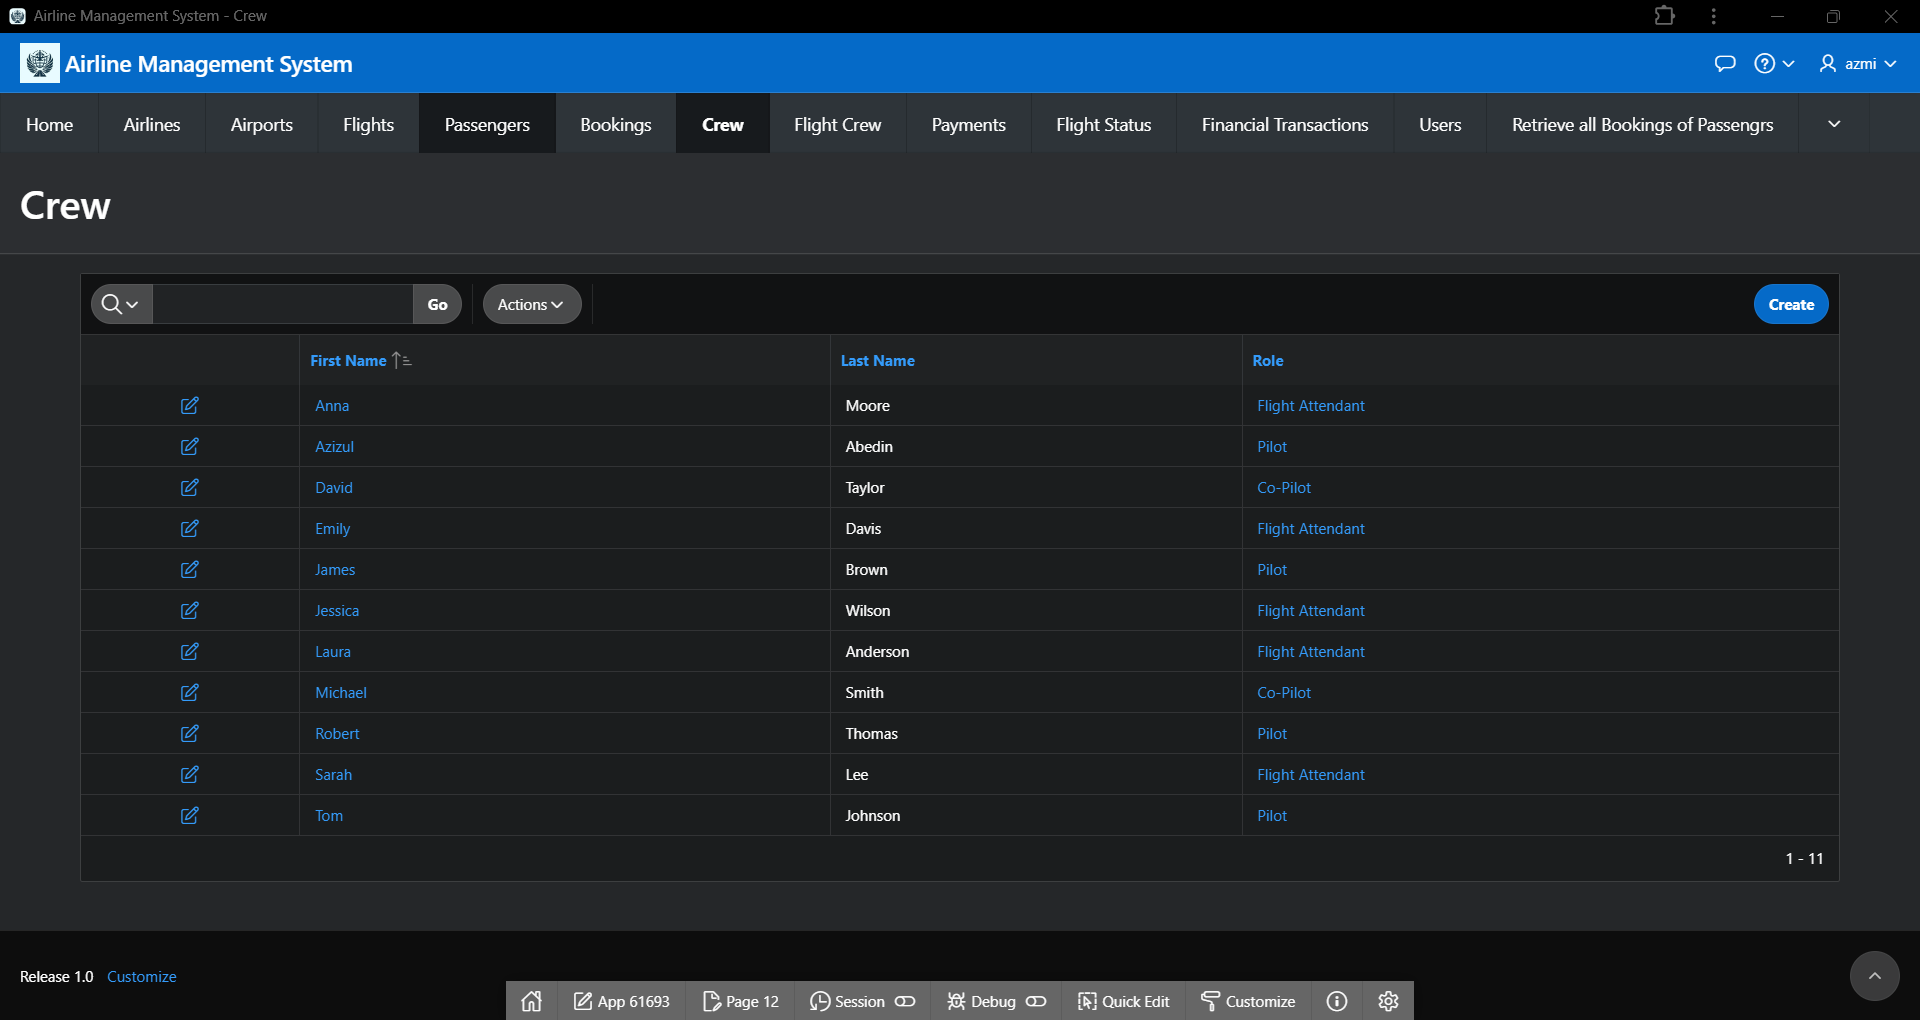 Airline Management System - Crew
Airline Management System
azmi
Home Airlines Airports Flights Passengers Bookings Crew Flight Crew Payments Flight Status Financial Transactions Users Retrieve all Bookings of Passengrs
Crew
Go Actions Create
First Name Last Name Role
Anna Moore Flight Attendant
Azizul Abedin Pilot
David Taylor Co-Pilot
Emily Davis Flight Attendant
James Brown Pilot
Jessica Wilson Flight Attendant
Laura Anderson Flight Attendant
Michael Smith Co-Pilot
Robert Thomas Pilot
Sarah Lee Flight Attendant
Tom Johnson Pilot
1 - 11
Release 1.0 Customize
App 61693 Page 12 Session Debug Quick Edit Customize